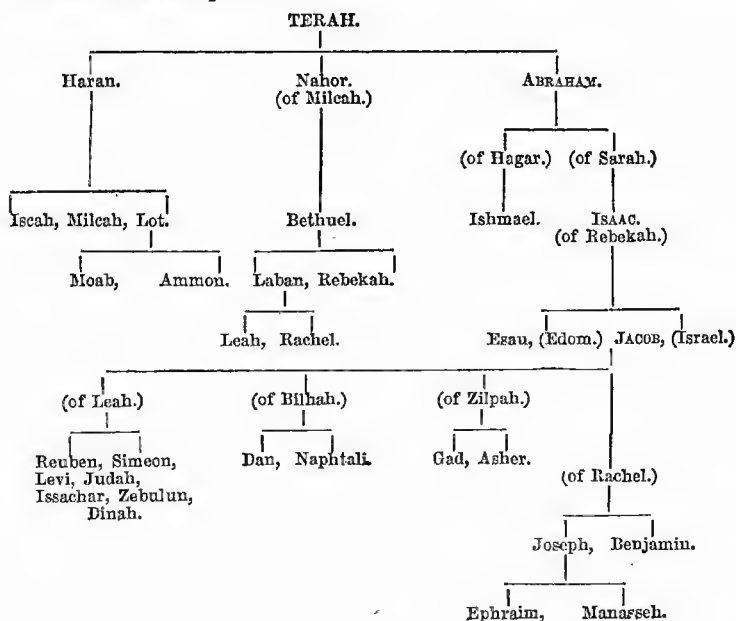 TERAH.
Haran. Nahor. ABRAHAM.
(of Milcah.)
(of Hagar.) (of Sarah.)
Iscah, Milcah, Lot. Bethuel. Ishmael. ISAAC.
(of Rebekah.)
Moab, Ammon. Laban, Rebekah.
Leah, Rachel. Esau, (Edom.) JACOB, (Israel.)
(of Leah.) (of Bilhah.) (of Zilpah.)
Reuben, Simeon, Dan, Naphtali. Gad, Asher.
Levi, Judah,
Issachar, Zebulun, (of Rachel.)
Dinah.
Joseph, Benjamin.
Ephraim, Manasseh.